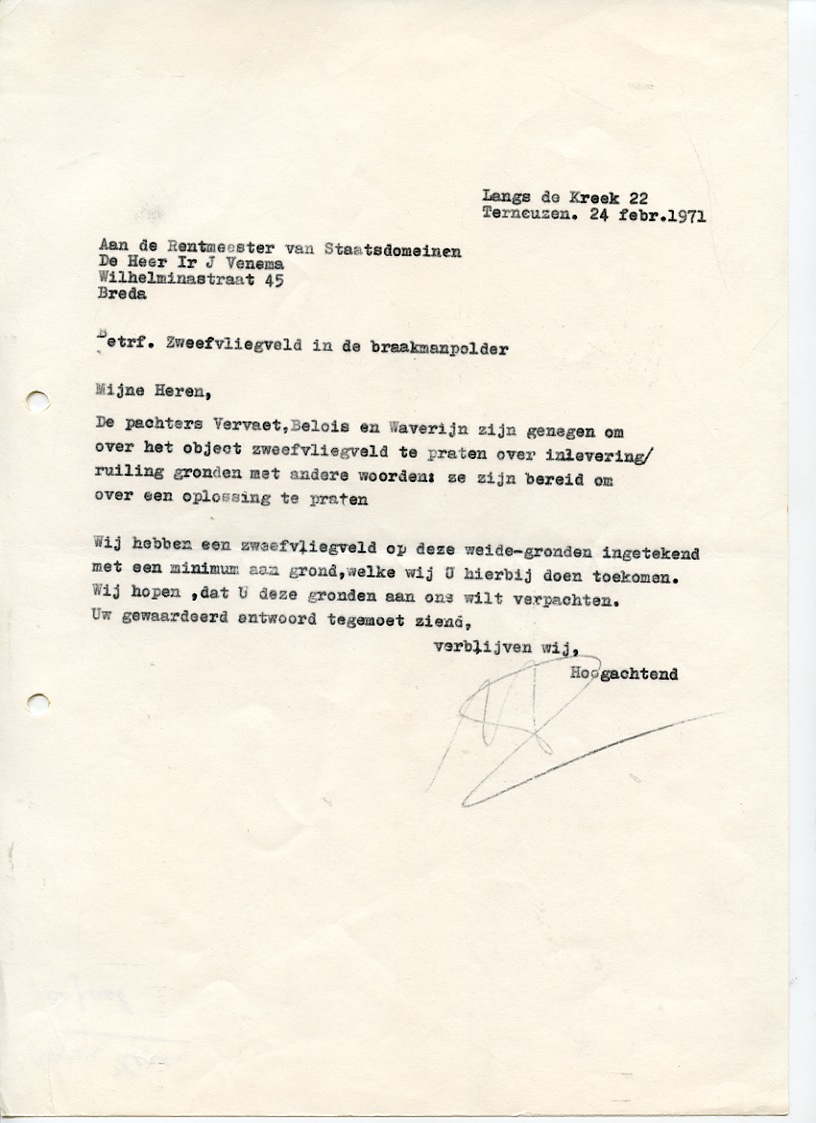 Langs de Kreek 22
Terneuzen. 24 febr.1971
Aan de Rentmeester van Staatsdomeinen
De Heer Ir J Venema
Wilhelminastraat 45
Breda
Betrf. Zweefvliegveld in de braakmanpolder
Mijne Heren,
De pachters Vervaet,Belois en Waverijn zijn genegen om
over het object zweefvliegveld te praten over inlevering/
ruiling gronden met andere woorden: ze zijn bereid om
over een oplossing te praten
Wij hebben een zweefvliegveld op deze weide-gronden ingetekend
met een minimum aan grond,welke wij U hierbij doen toekomen.
Wij hopen ,dat U deze gronden aan ons wilt verpachten.
Uw gewaardeerd antwoord tegemoet ziend,
verblijven wij,
Hoogachtend